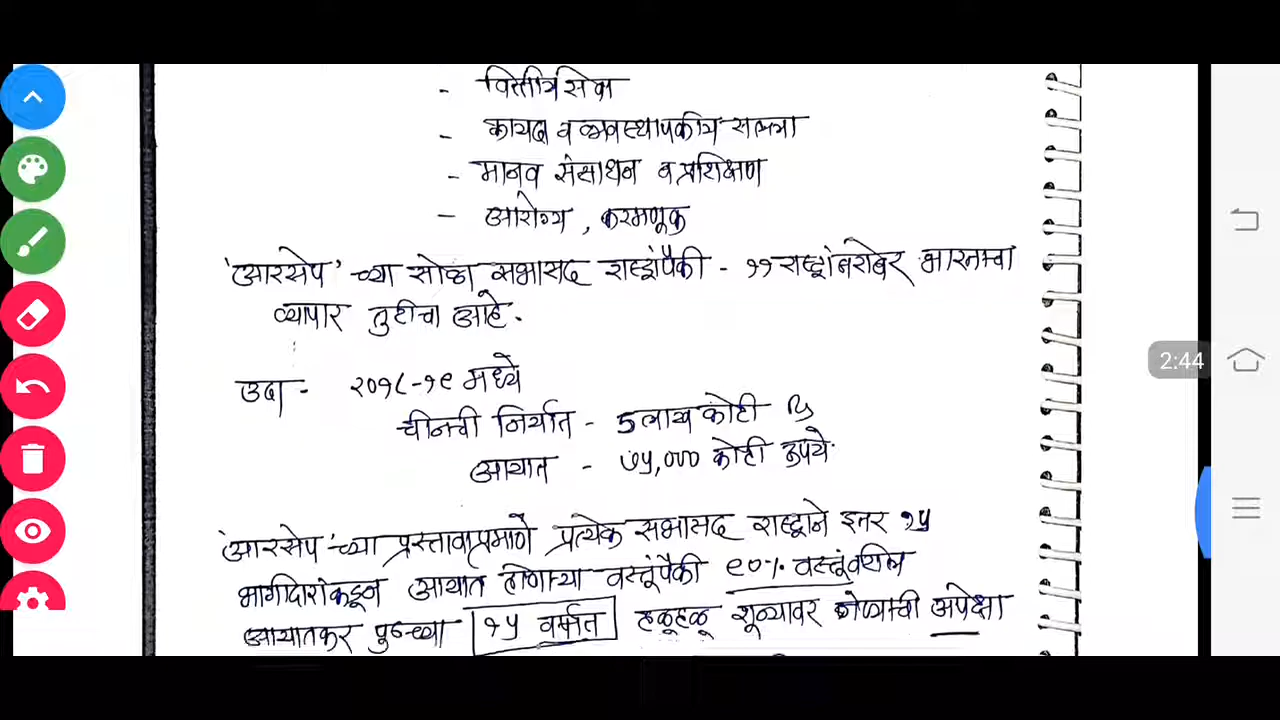 - वित्तीय सेवा
- कायदा व व्यवस्थापकीय सल्ला
- मानव संसाधन व प्रशिक्षण
- आरोग्य , करमणूक
'आरसेप' च्या सोळा सभासद राष्ट्रांपैकी - ११ राष्ट्रांबरोबर भारताचा
व्यापार तुटीचा आहे.
उदा - २०१८-१९ मध्ये
चीनची निर्यात - 5 लाख कोटी रु
आयात - ७५,००० कोटी रुपये
2:44
'आरसेप' च्या प्रस्तावाप्रमाणे प्रत्येक सभासद राष्ट्राने इतर १५
भागीदारांकडून आयात होणाऱ्या वस्तूंपैकी ९०% वस्तूंवरील
आयातकर पुढच्या १५ वर्षात हळूहळू शून्यावर नेण्याची अपेक्षा